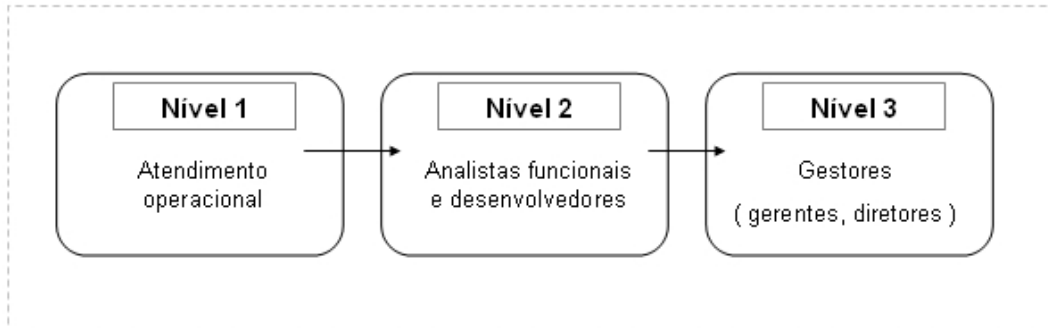 Nível 1
Atendimento
operacional
Nível 2
Analistas funcionais
e desenvolvedores
Nível 3
Gestores
( gerentes, diretores )